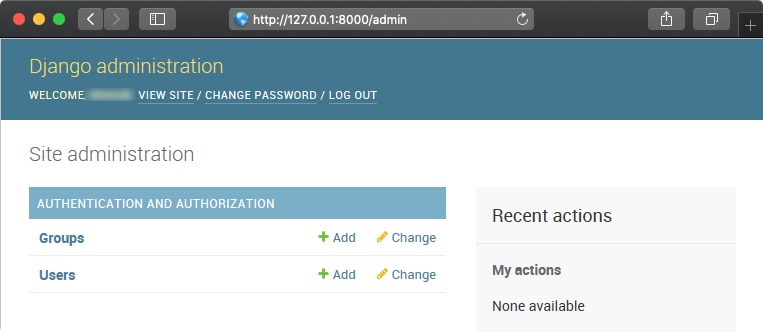 http://127.0.0.1:8000/admin
Django administration
WELCOME, VIEW SITE / CHANGE PASSWORD / LOG OUT
Site administration
AUTHENTICATION AND AUTHORIZATION
Groups Add Change
Users Add Change
Recent actions
My actions
None available